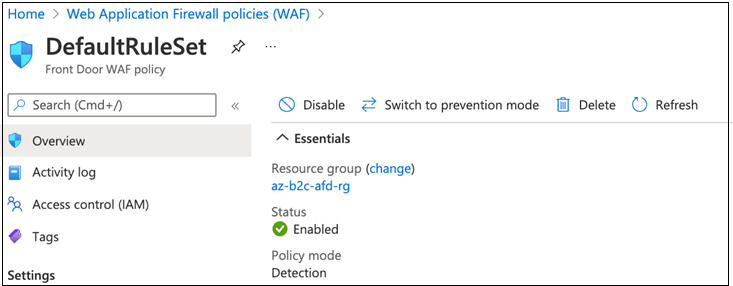 Home > Web Application Firewall policies (WAF) >
DefaultRuleSet
...
Front Door WAF policy
Search (Cmd+/)
«
Disable
Switch to prevention mode
Delete
Refresh
Overview
Activity log
Access control (IAM)
Tags
Settings
Essentials
Resource group (change)
az-b2c-afd-rg
Status
Enabled
Policy mode
Detection